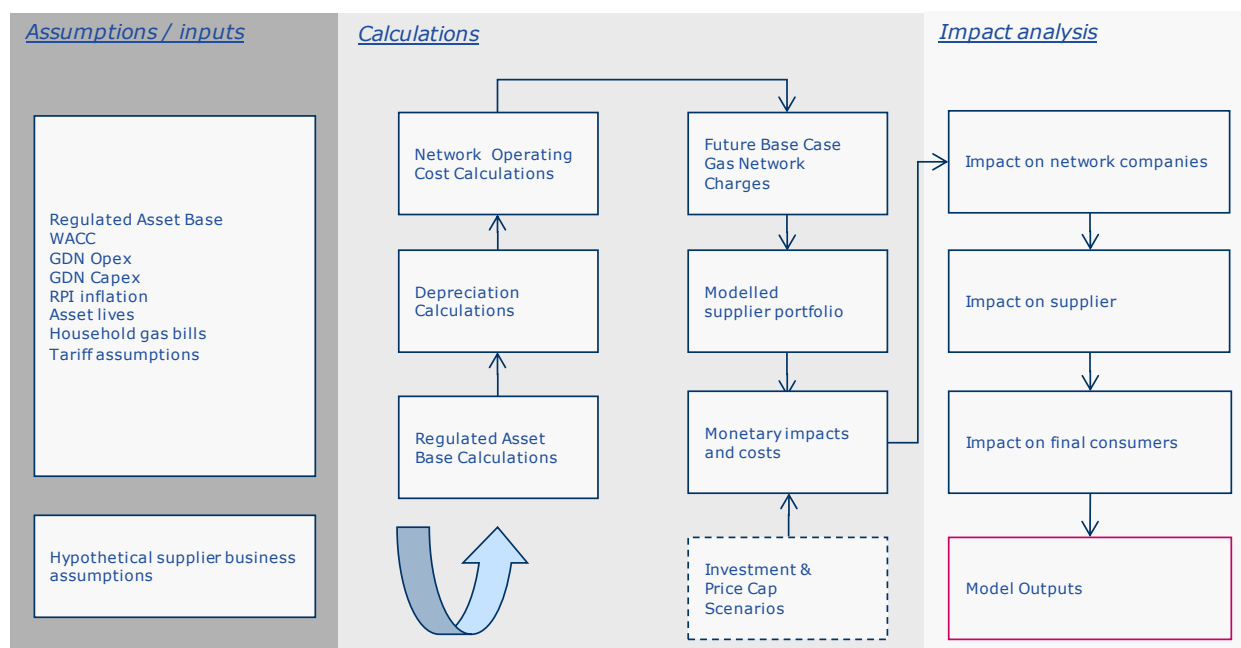 Assumptions / inputs
Regulated Asset Base
WACC
GDN Opex
GDN Capex
RPI inflation
Asset lives
Household gas bills
Tariff assumptions
Hypothetical supplier business
assumptions
Calculations
Network Operating
Cost Calculations
Depreciation
Calculations
Regulated Asset
Base Calculations
Future Base Case
Gas Network
Charges
Modelled
supplier portfolio
Monetary impacts
and costs
Investment &
Price Cap
Scenarios
Impact analysis
Impact on network companies
Impact on supplier
Impact on final consumers
Model Outputs